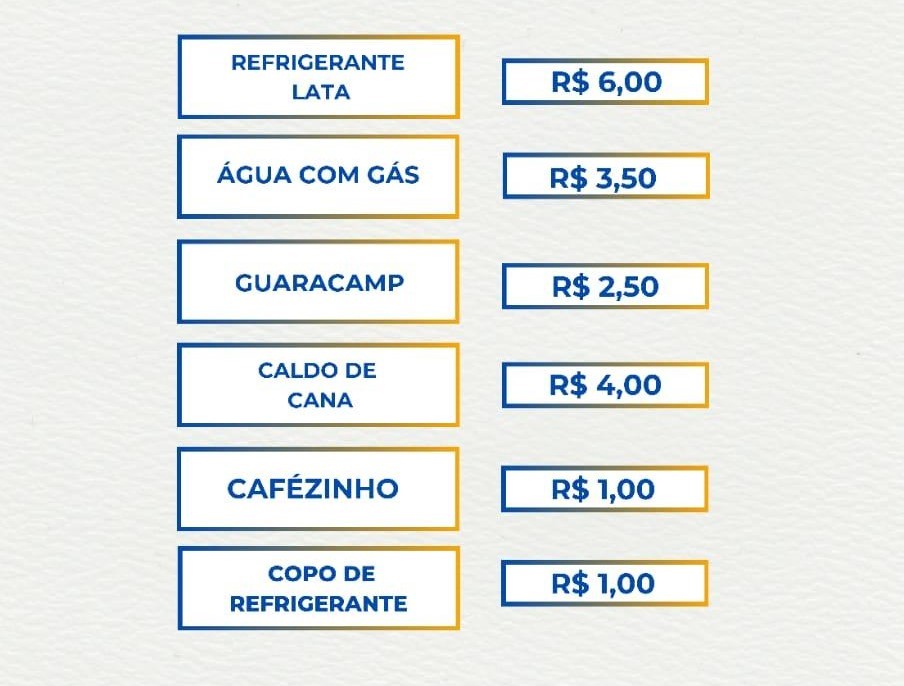 REFRIGERANTE
LATA
R$ 6,00
ÁGUA COM GÁS
R$ 3,50
GUARACAMP
R$ 2,50
CALDO DE
CANA
R$ 4,00
CAFÉZINHO
R$ 1,00
COPO DE
REFRIGERANTE
R$ 1,00